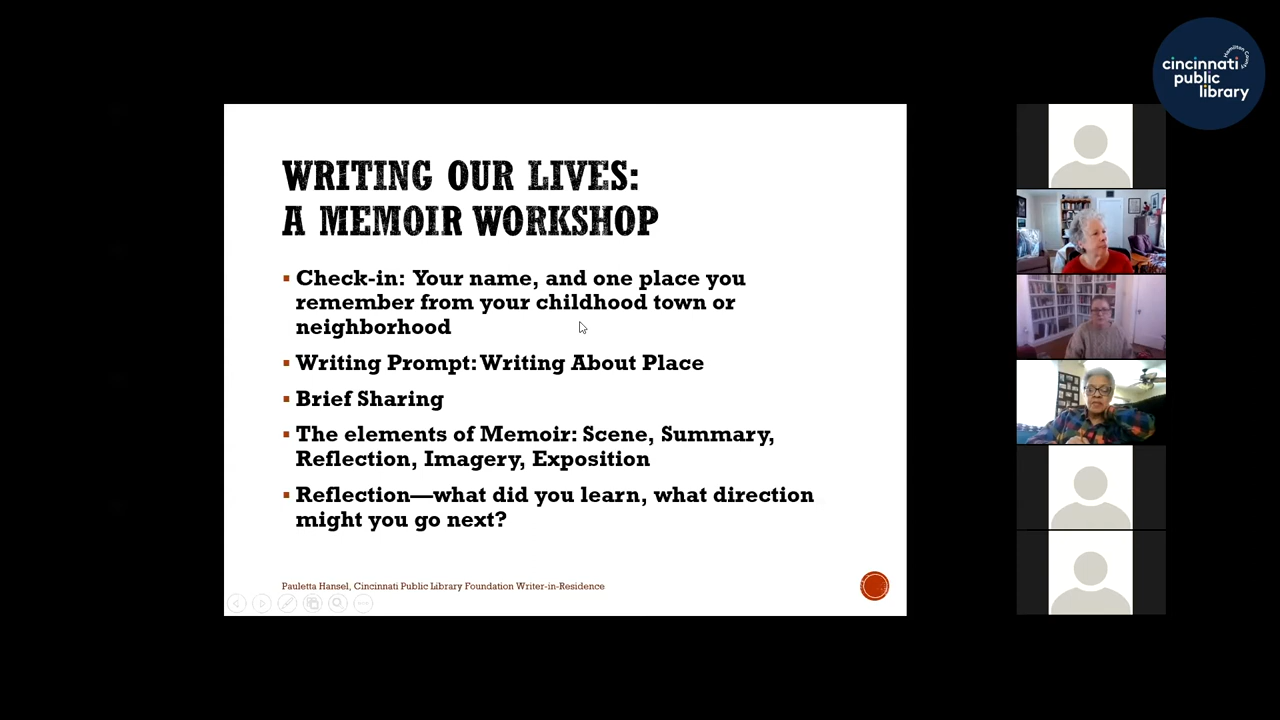 WRITING OUR LIVES:
A MEMOIR WORKSHOP
Check-in: Your name, and one place you
remember from your childhood town or
neighborhood
Writing Prompt: Writing About Place
Brief Sharing
The elements of Memoir: Scene, Summary,
Reflection, Imagery, Exposition
Reflection—what did you learn, what direction
might you go next?
Pauletta Hansel, Cincinnati Public Library Foundation Writer-in-Residence
Hamilton County
cincinnati
public
library